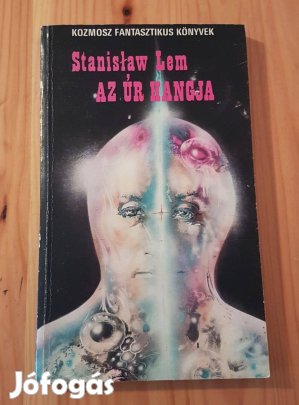 KOZMOSZ FANTASZTIKUS KÖNYVEK
Stanisław Lem
AZ ÚR HANGJA
Jófogás